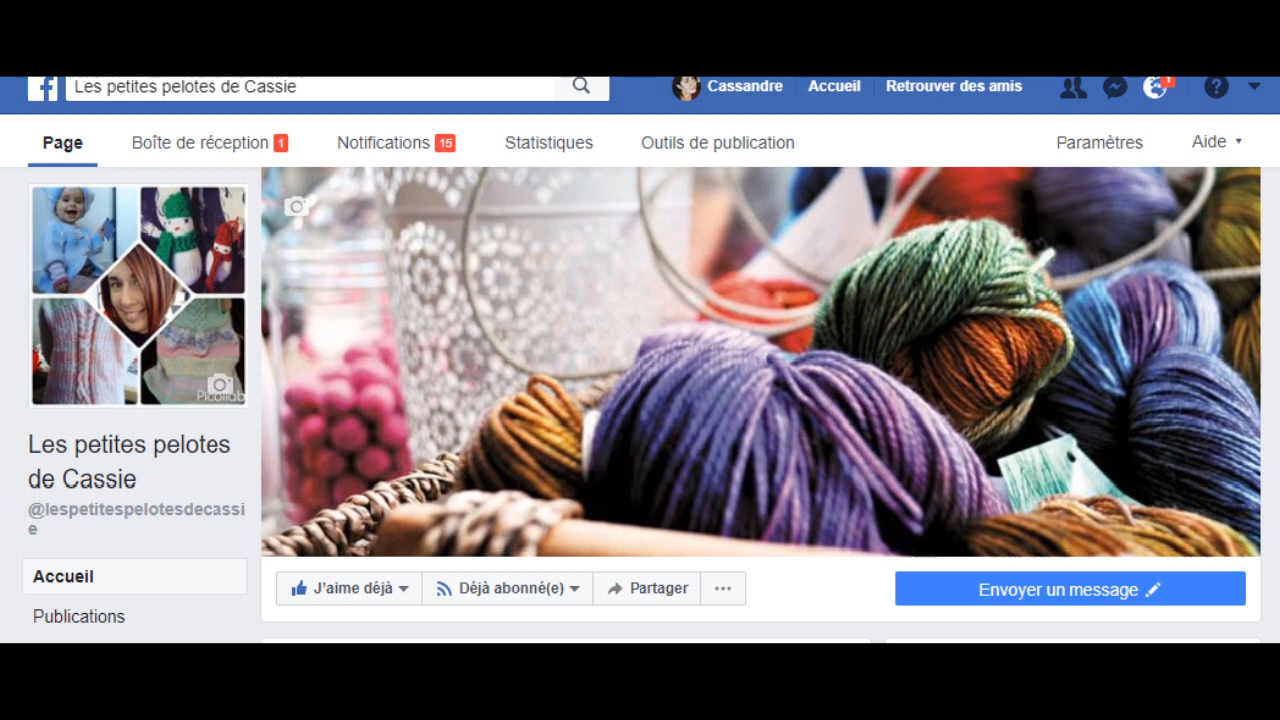 Les petites pelotes de Cassie
Cassandre Accueil Retrouver des amis 1 ?
Page Boîte de réception 1 Notifications 15 Statistiques Outils de publication Paramètres Aide
PicCollab
Les petites pelotes
de Cassie
@lespetitespelotesdecassi
e
Accueil
Publications
J'aime déjà Déjà abonné(e) Partager ...
Envoyer un message